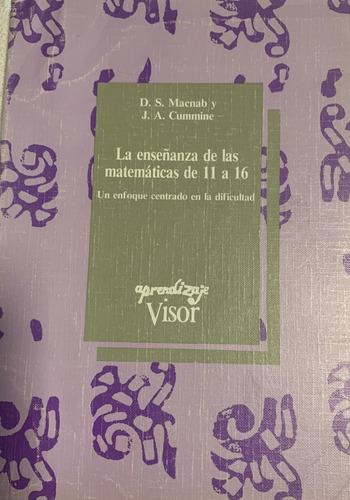 D. S. Macnab y
J. A. Cummine
La enseñanza de las
matemáticas de 11 a 16
Un enfoque centrado en la dificultad
aprendizaje
Visor